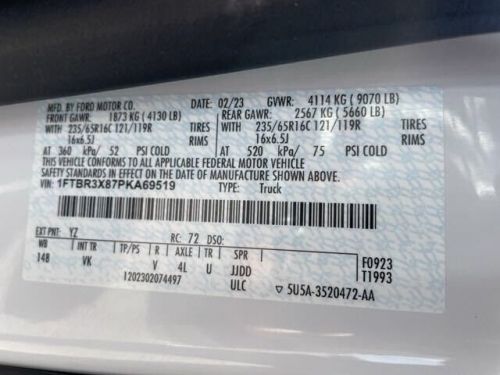 MFD. BY FORD MOTOR CO. DATE: 02/23 GVWR: 4114 KG ( 9070 LB)
FRONT GAWR: 1873 KG ( 4130 LB) REAR GAWR: 2567 KG ( 5660 LB)
WITH 235/65R16C 121/119R TIRES WITH 235/65R16C 121/119R TIRES
16x6.5J RIMS 16x6.5J RIMS
AT 360 kPa/ 52 PSI COLD AT 520 kPa/ 75 PSI COLD
THIS VEHICLE CONFORMS TO ALL APPLICABLE FEDERAL MOTOR VEHICLE
SAFETY STANDARDS IN EFFECT ON THE DATE OF MANUFACTURE SHOWN ABOVE.
VIN: 1FTBR3X87PKA69519 TYPE: Truck
EXT PNT: YZ RC: 72 DSO:
WB INT TR TP/PS R AXLE TR SPR F0923
148 VK V 4L U JJDD T1993
1202302074497 ULC ▽ 5U5A-3520472-AA